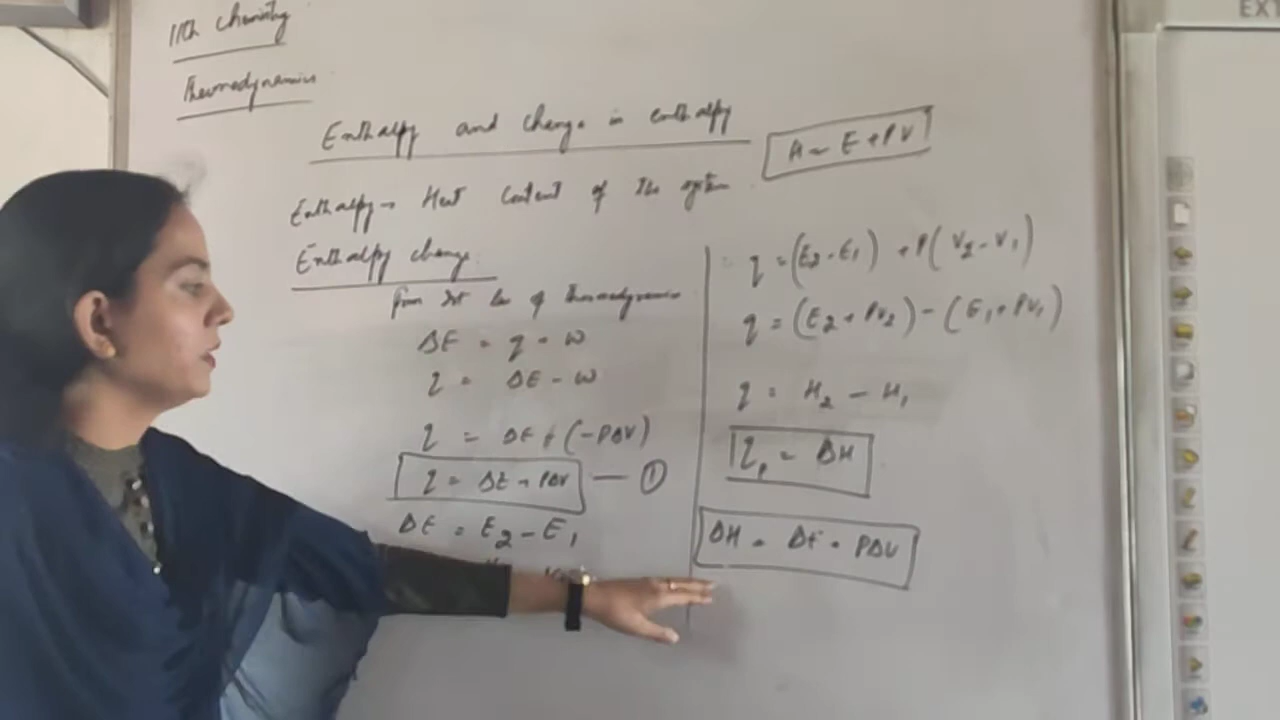 11th Chemistry
Thermodynamics
Enthalpy and change in enthalpy
H = E + PV
Enthalpy → Heat Content of the system
Enthalpy change
from Ist law of thermodynamics
ΔE = q + w
q = ΔE - w
q = ΔE + (-PΔV)
q = ΔE + PΔV — ①
ΔE = E2 - E1
q = (E2 - E1) + P(V2 - V1)
q = (E2 + PV2) - (E1 + PV1)
q = H2 - H1
qp = ΔH
ΔH = ΔE + PΔV
EXT